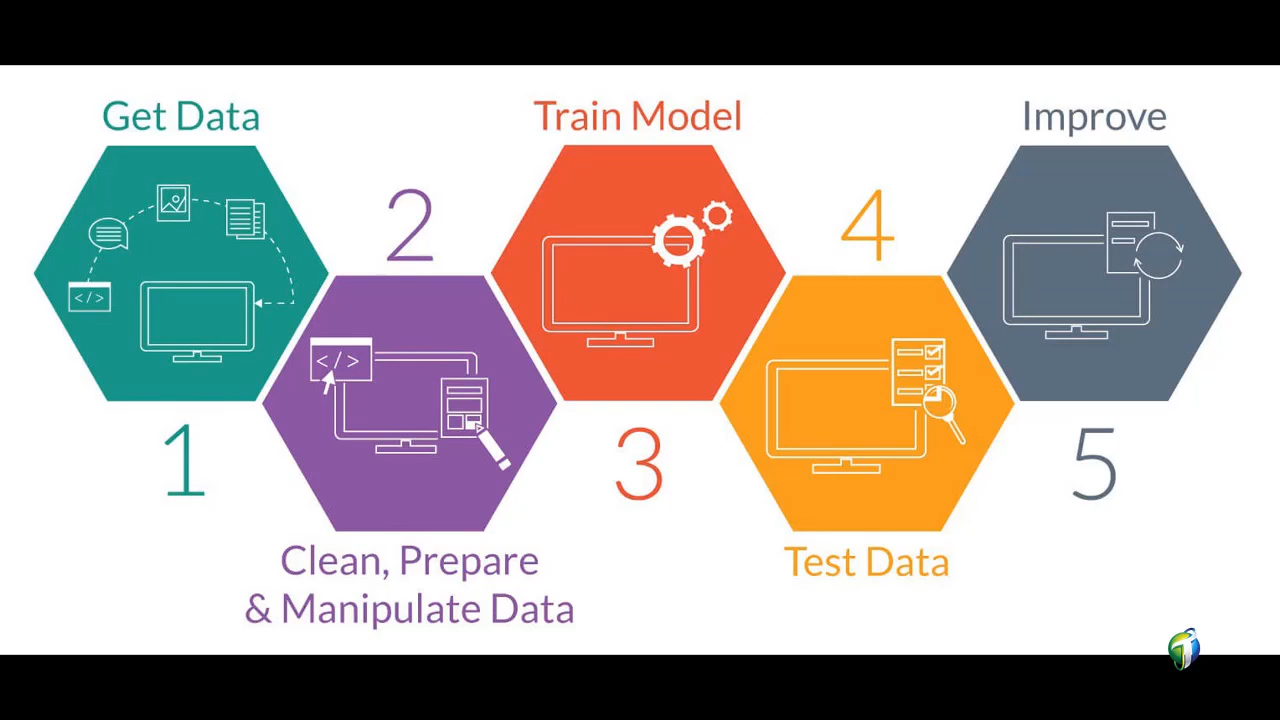 Get Data
1
2
Clean, Prepare
& Manipulate Data
</>
</>
Train Model
3
4
Test Data
Improve
5